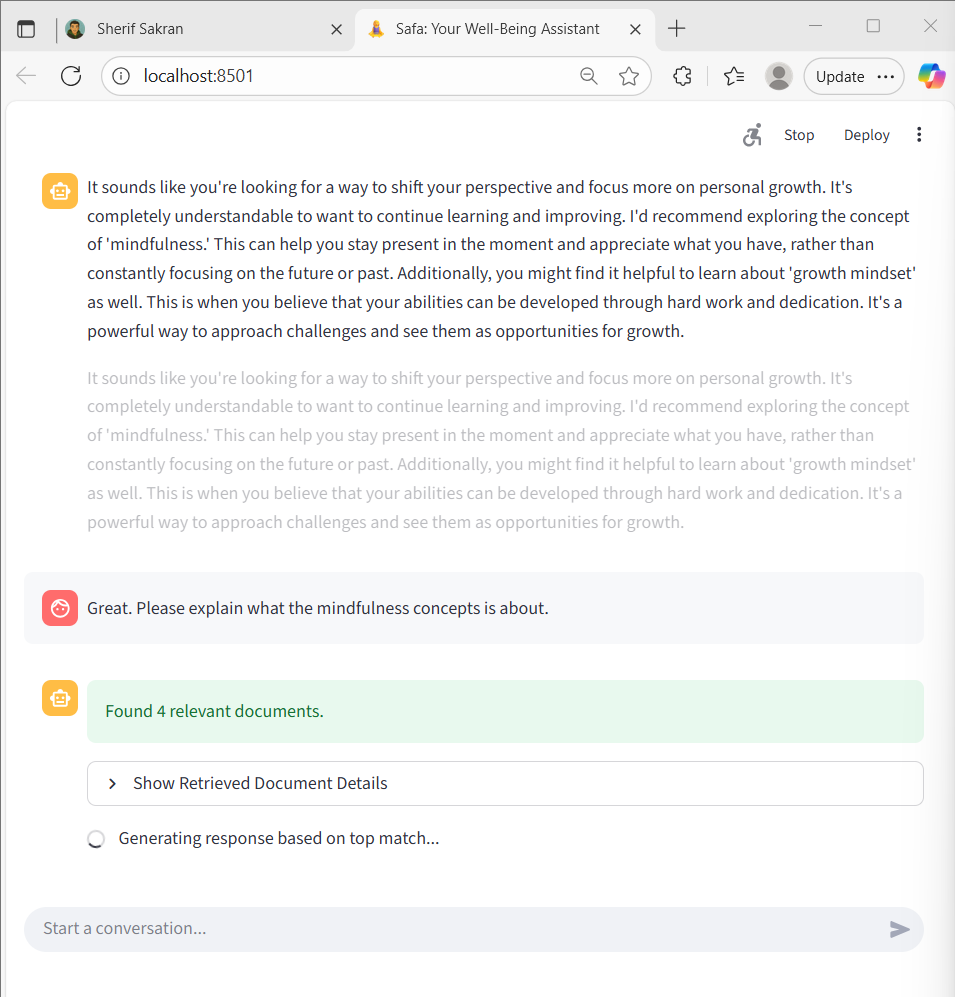 Sherif Sakran
Safa: Your Well-Being Assistant
localhost:8501
Update
Stop
Deploy
It sounds like you're looking for a way to shift your perspective and focus more on personal growth. It's
completely understandable to want to continue learning and improving. I'd recommend exploring the concept
of 'mindfulness.' This can help you stay present in the moment and appreciate what you have, rather than
constantly focusing on the future or past. Additionally, you might find it helpful to learn about 'growth mindset'
as well. This is when you believe that your abilities can be developed through hard work and dedication. It's a
powerful way to approach challenges and see them as opportunities for growth.
It sounds like you're looking for a way to shift your perspective and focus more on personal growth. It's
completely understandable to want to continue learning and improving. I'd recommend exploring the concept
of 'mindfulness.' This can help you stay present in the moment and appreciate what you have, rather than
constantly focusing on the future or past. Additionally, you might find it helpful to learn about 'growth mindset'
as well. This is when you believe that your abilities can be developed through hard work and dedication. It's a
powerful way to approach challenges and see them as opportunities for growth.
Great. Please explain what the mindfulness concepts is about.
Found 4 relevant documents.
Show Retrieved Document Details
Generating response based on top match...
Start a conversation...